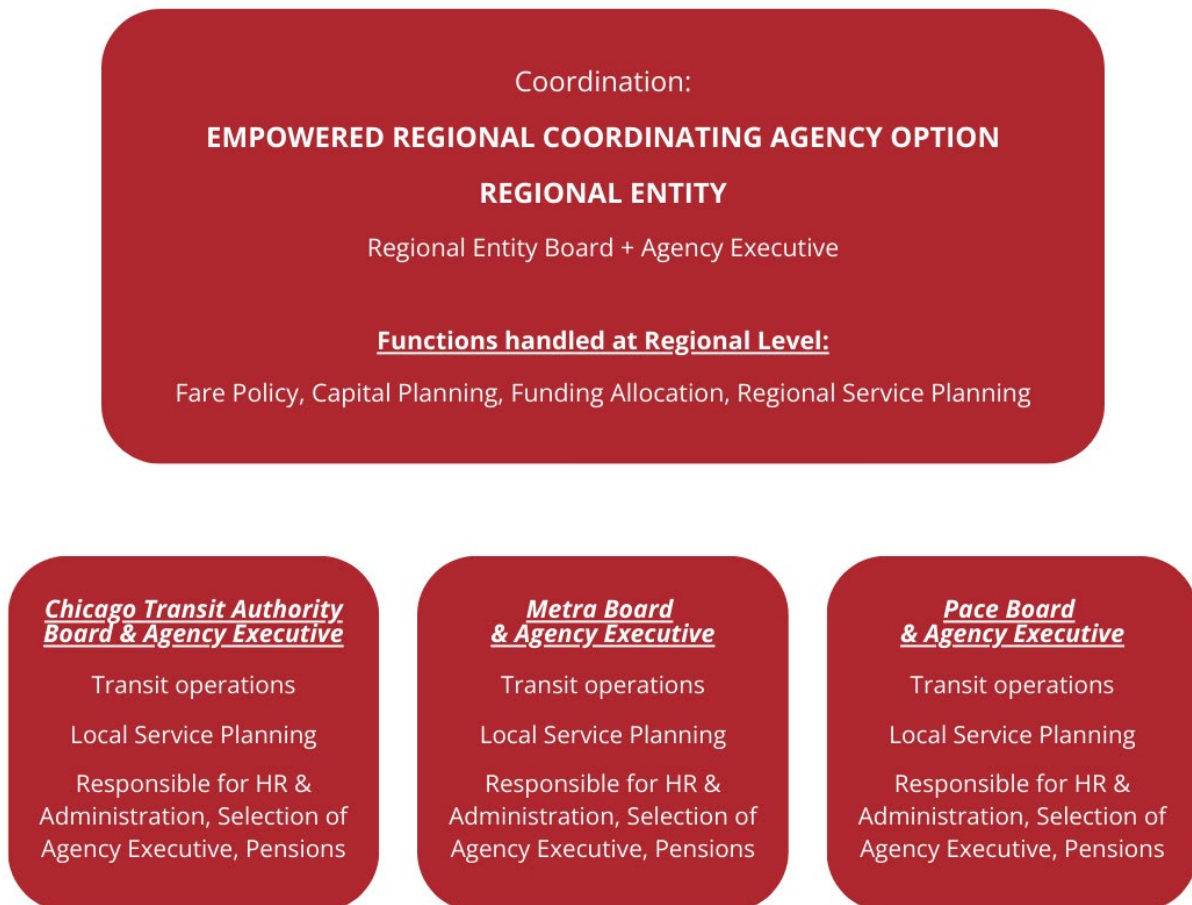 Coordination:
EMPOWERED REGIONAL COORDINATING AGENCY OPTION
REGIONAL ENTITY
Regional Entity Board + Agency Executive
Functions handled at Regional Level:
Fare Policy, Capital Planning, Funding Allocation, Regional Service Planning
Chicago Transit Authority
Board & Agency Executive
Transit operations
Local Service Planning
Responsible for HR &
Administration, Selection of
Agency Executive, Pensions
Metra Board
& Agency Executive
Transit operations
Local Service Planning
Responsible for HR &
Administration, Selection of
Agency Executive, Pensions
Pace Board
& Agency Executive
Transit operations
Local Service Planning
Responsible for HR &
Administration, Selection of
Agency Executive, Pensions